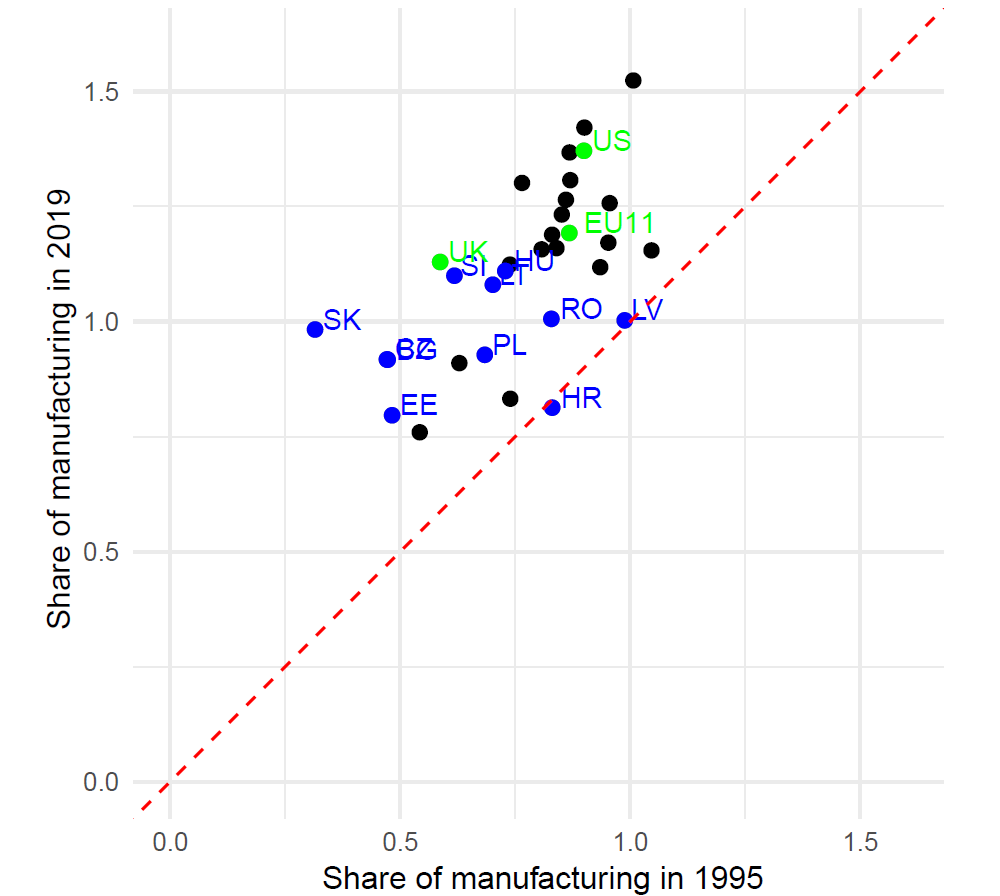 1.5
US
EU11
UK
SI
HU
LT
1.0
SK
RO
LV
CZ
BG
PL
EE
HR
0.5
0.0
0.0 0.5 1.0 1.5
Share of manufacturing in 1995
Share of manufacturing in 2019